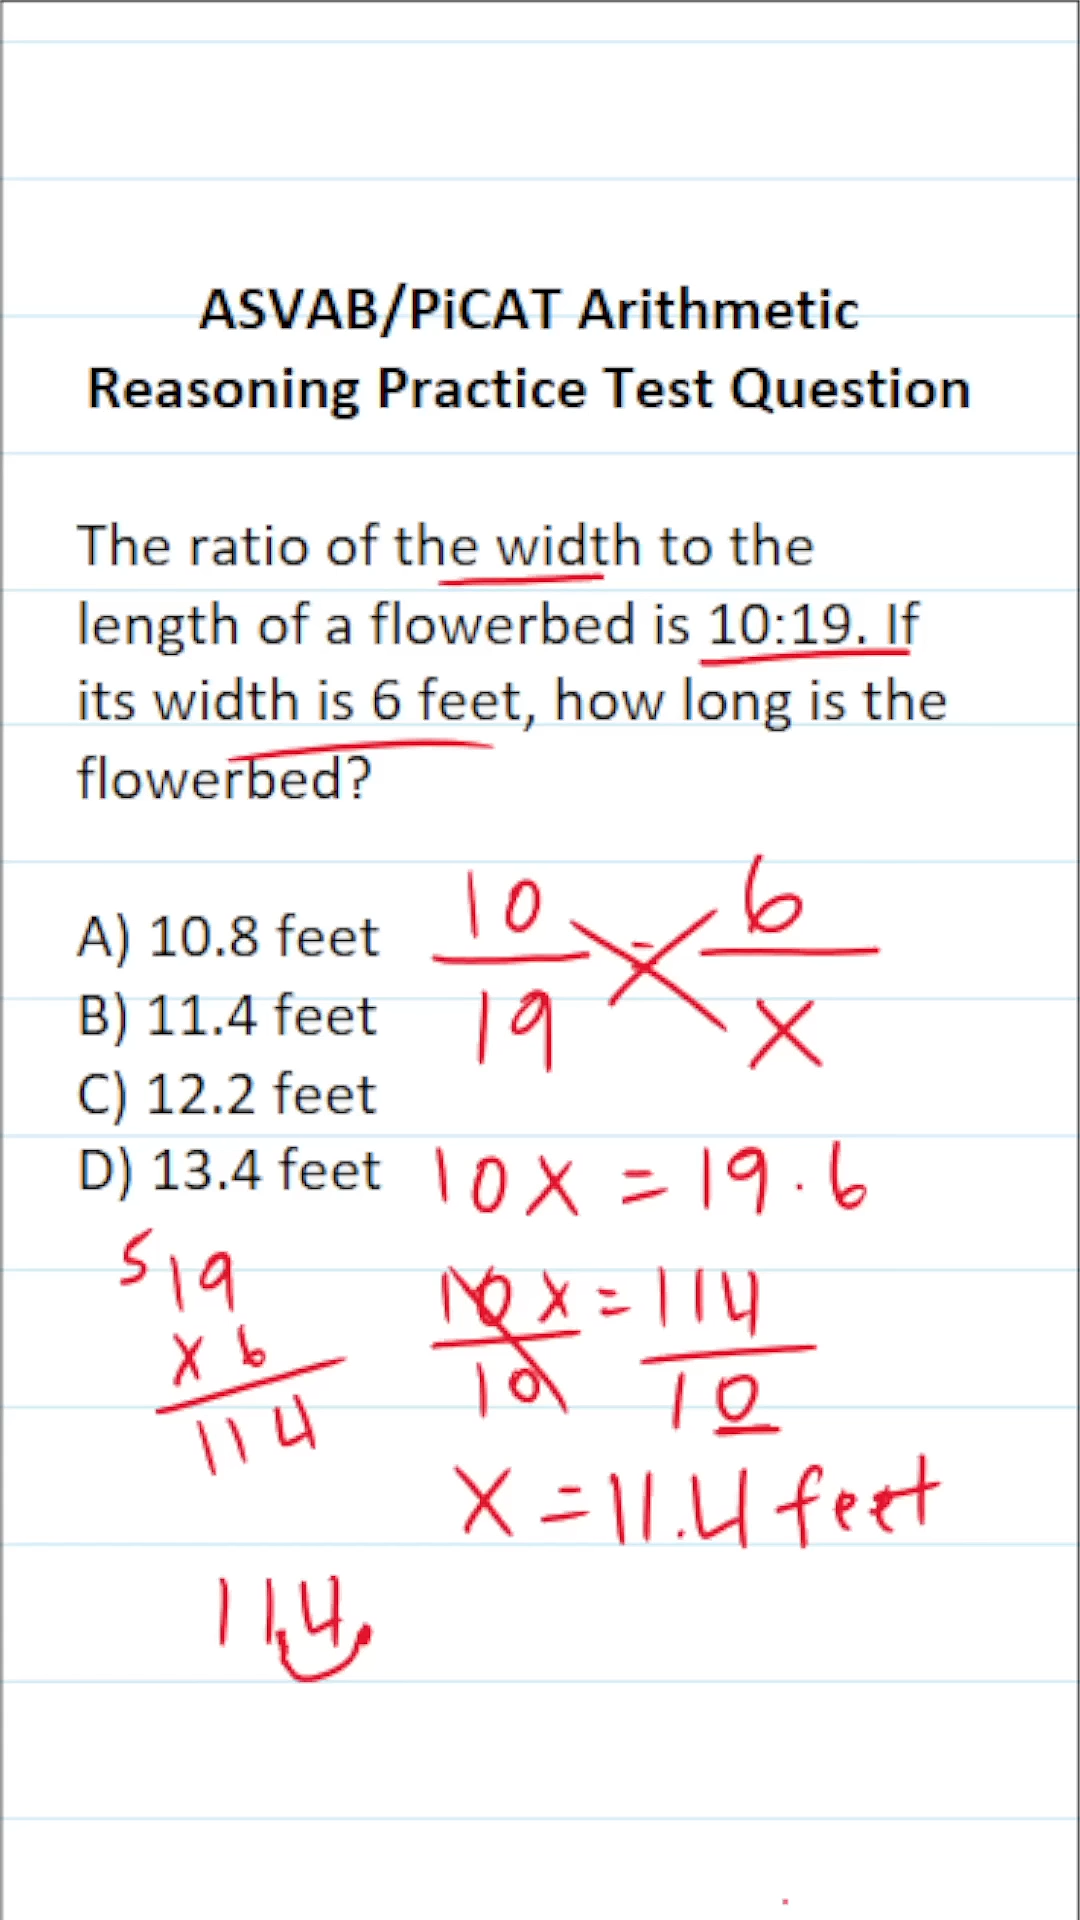 ASVAB/PiCAT Arithmetic
Reasoning Practice Test Question
The ratio of the width to the
length of a flowerbed is 10:19. If
its width is 6 feet, how long is the
flowerbed?
A) 10.8 feet
B) 11.4 feet
C) 12.2 feet
D) 13.4 feet
10 = 6
19 x
10x = 19.6
10x = 114
10 10
x = 11.4 feet
5
19
x 6
114
11.4.